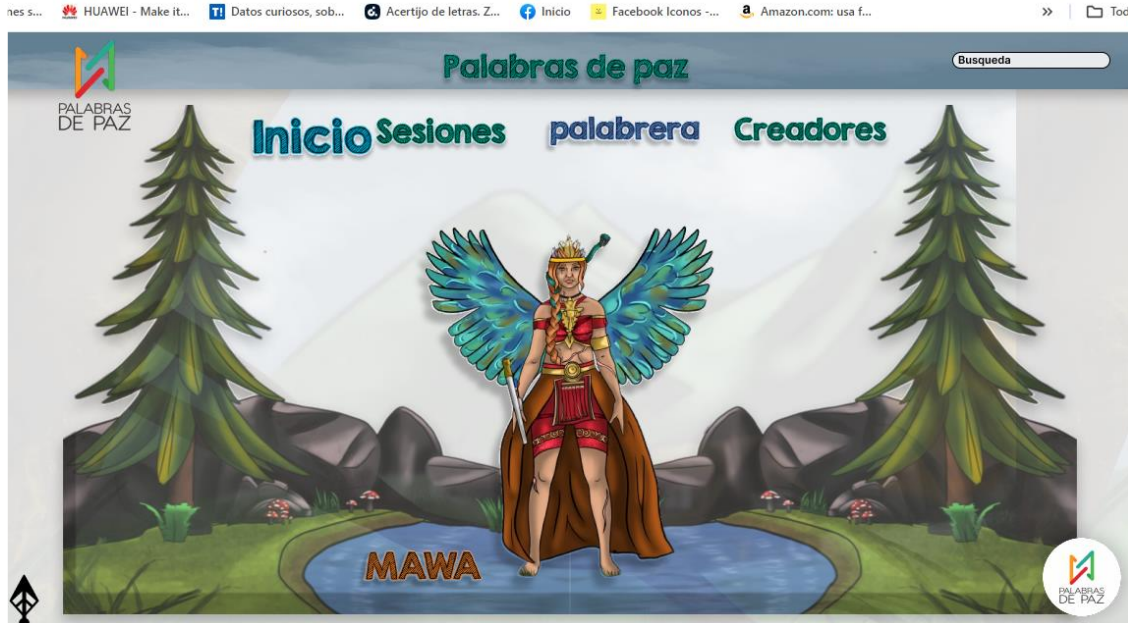 nes s... HUAWEI - Make it... T! Datos curiosos, sob... Acertijo de letras. Z... Inicio Facebook Iconos -... a Amazon.com: usa f... » Tod
Palabras de paz
Busqueda
PALABRAS
DE PAZ
Inicio Sesiones palabrera Creadores
MAWA
PALABRAS
DE PAZ